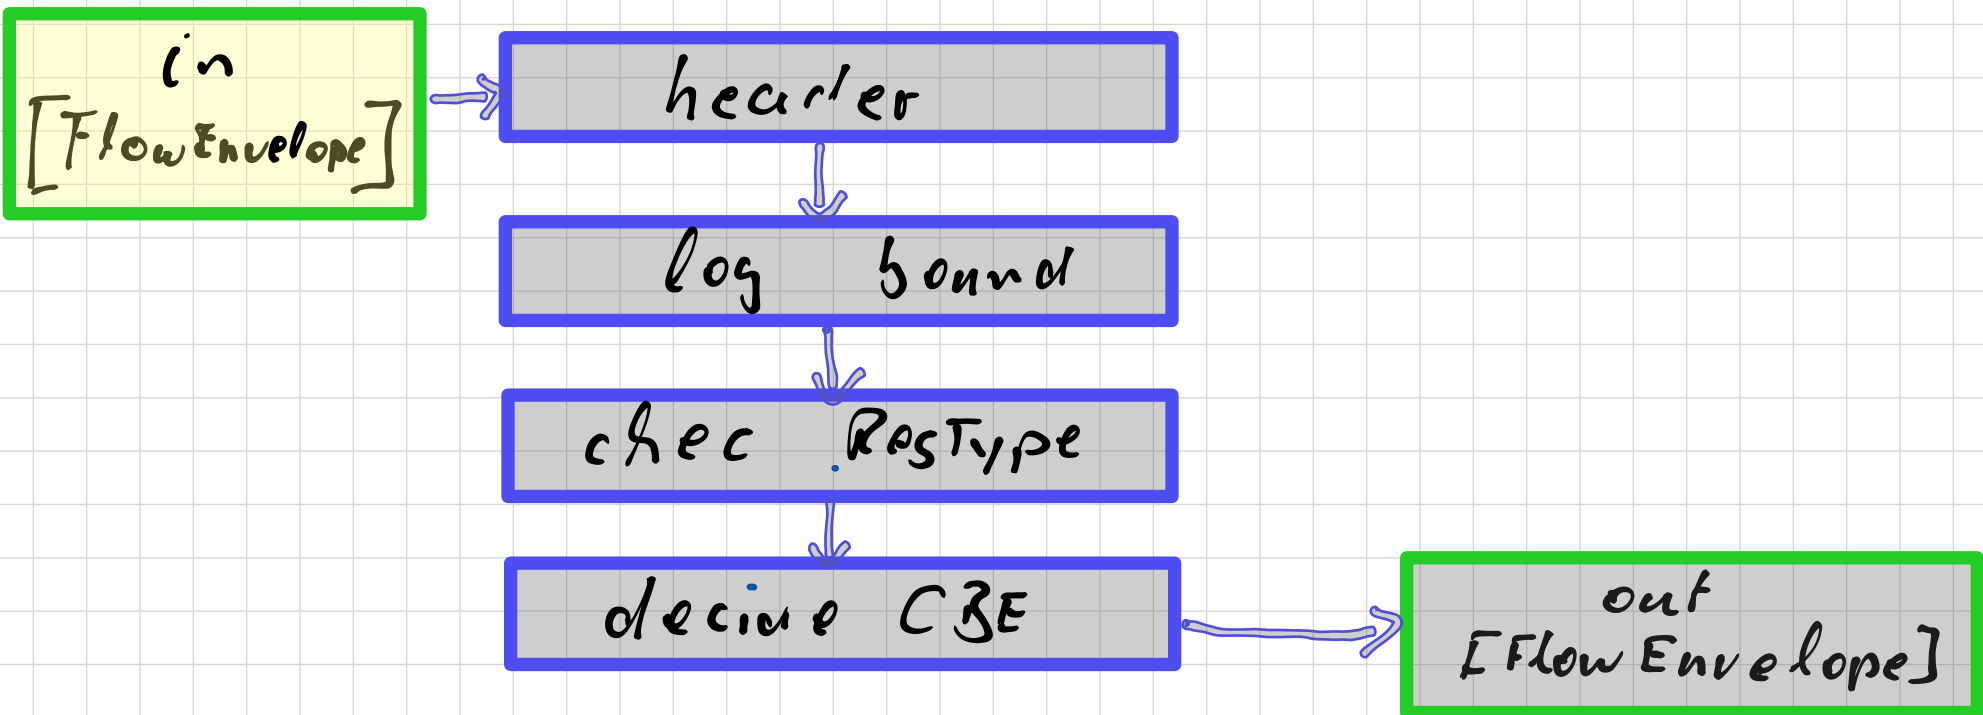 in
[FlowEnvelope]
header
log bound
chec ResType
decide CBE
out
[FlowEnvelope]